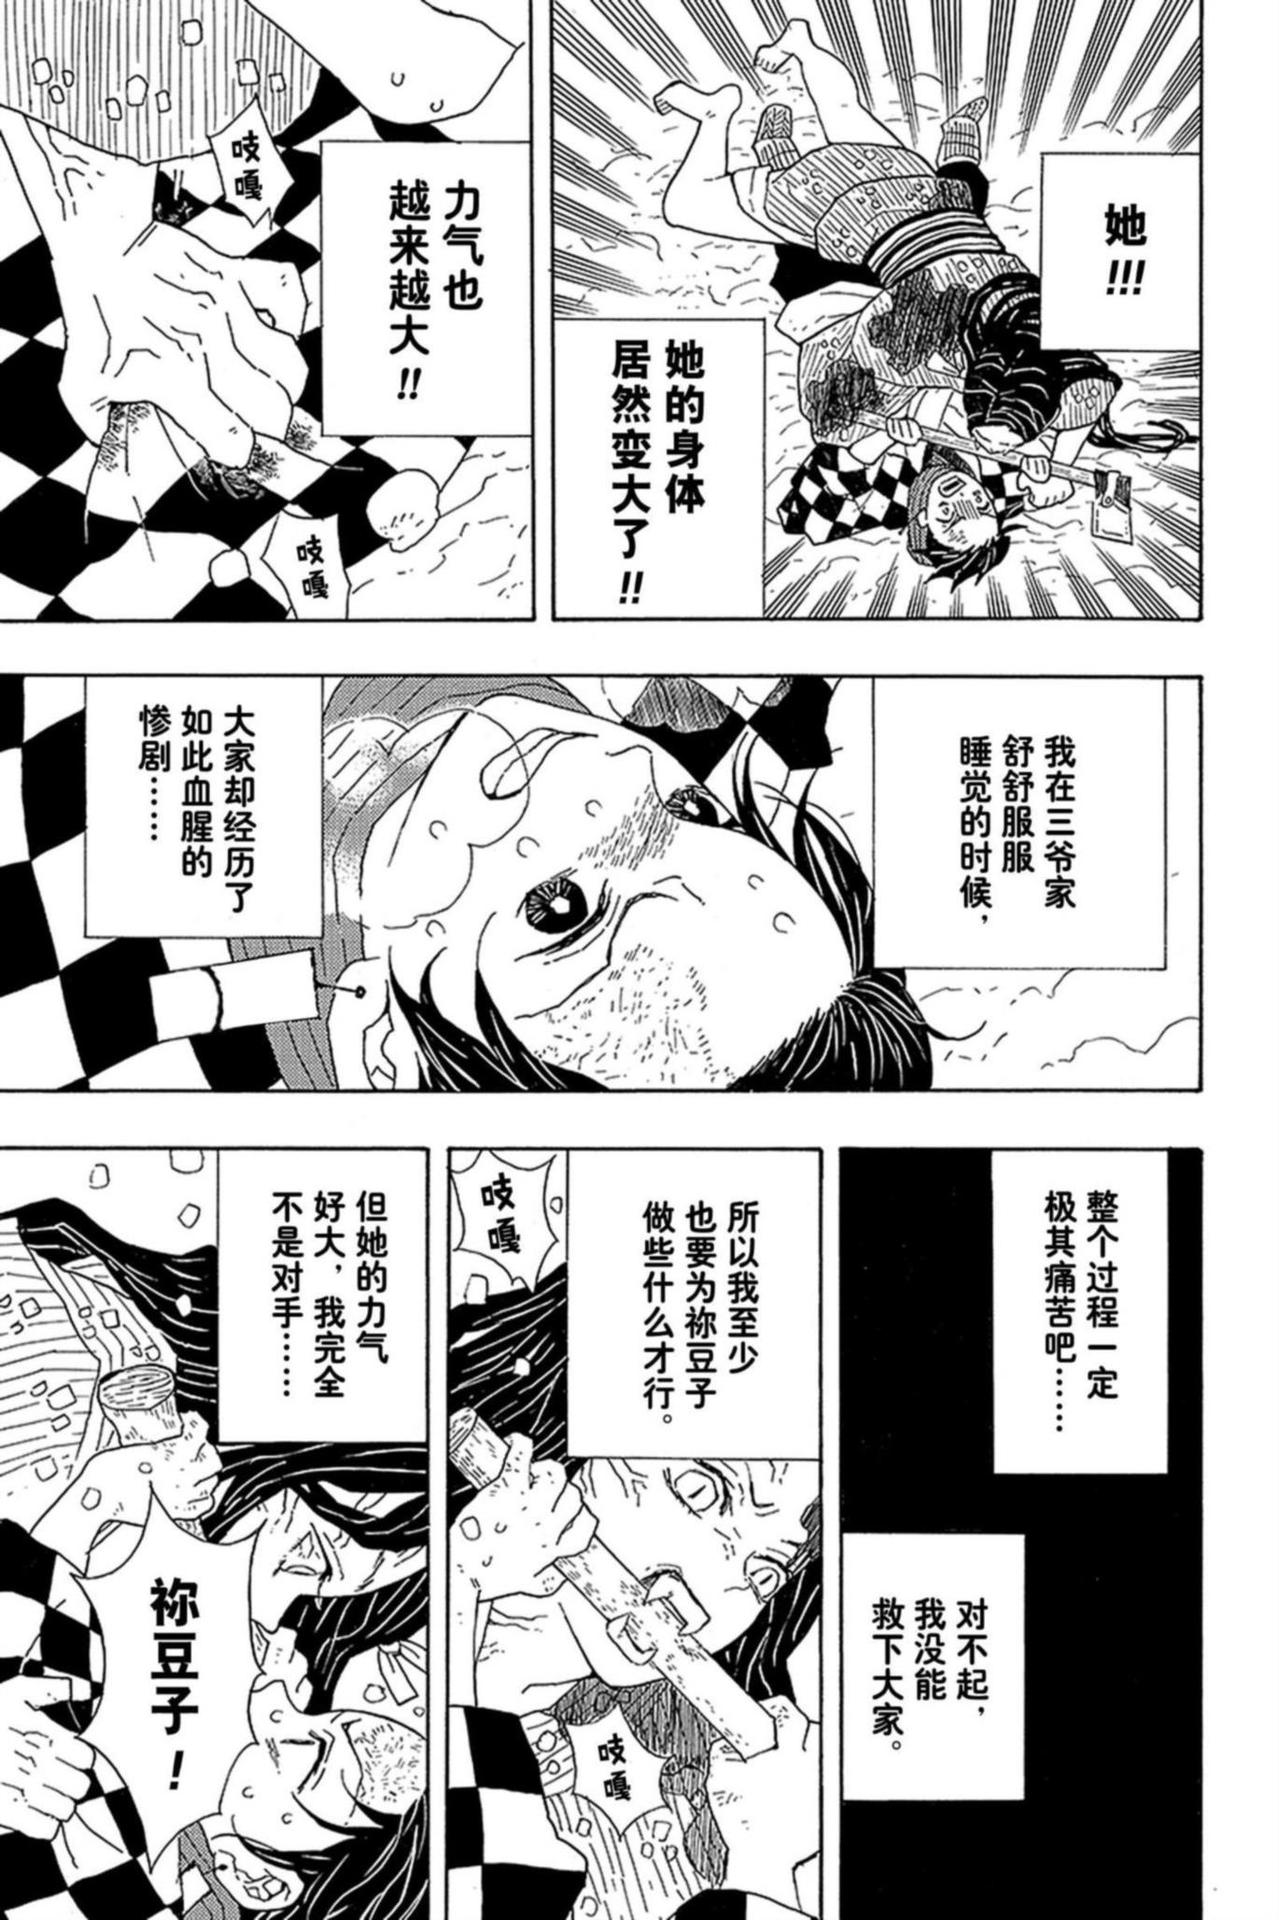 她!!!
她的身体
居然变大了!!
力气也
越来越大!!
吱嘎
吱嘎
我在三爷家
舒舒服服
睡觉的时候，
大家却经历了
如此血腥的
惨剧……
整个过程一定
极其痛苦吧……
对不起，
我没能
救下大家。
所以我至少
也要为祢豆子
做些什么才行。
吱嘎
吱嘎
但她的力气
好大，我完全
不是对手……
祢豆子！